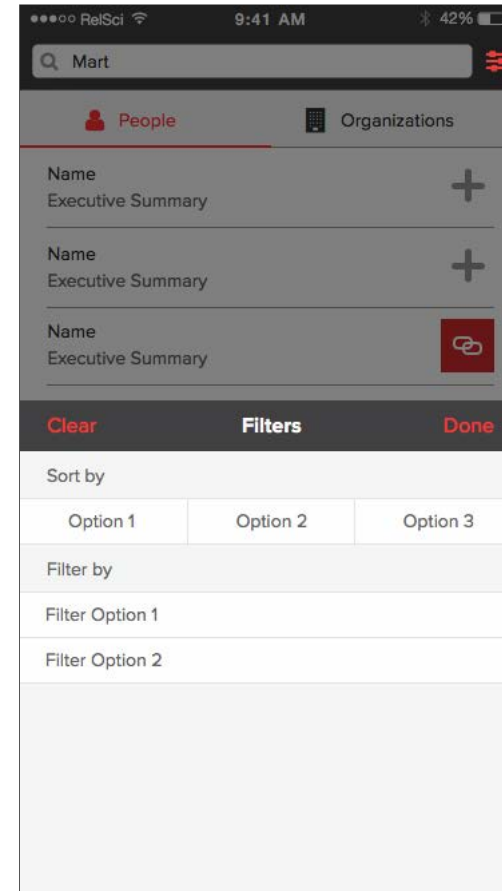 RelSci 9:41 AM 42%
Mart
People Organizations
Name
Executive Summary
Name
Executive Summary
Name
Executive Summary
Clear Filters Done
Sort by
Option 1 Option 2 Option 3
Filter by
Filter Option 1
Filter Option 2